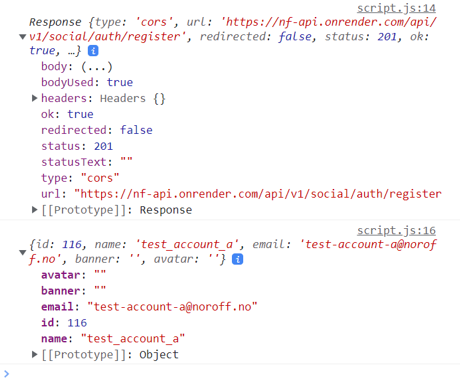 script.js:14
Response {type: 'cors', url: 'https://nf-api.onrender.com/api/
v1/social/auth/register', redirected: false, status: 201, ok:
true, …} i
body: (...)
bodyUsed: true
headers: Headers {}
ok: true
redirected: false
status: 201
statusText: ""
type: "cors"
url: "https://nf-api.onrender.com/api/v1/social/auth/register
[[Prototype]]: Response
script.js:16
{id: 116, name: 'test_account_a', email: 'test-account-a@norof
f.no', banner: '', avatar: ''} i
avatar: ""
banner: ""
email: "test-account-a@noroff.no"
id: 116
name: "test_account_a"
[[Prototype]]: Object